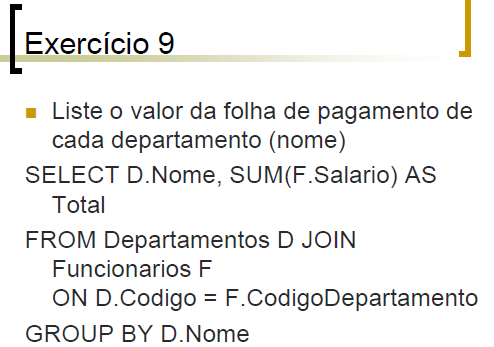 Exercício 9
Liste o valor da folha de pagamento de
cada departamento (nome)
SELECT D.Nome, SUM(F.Salario) AS
Total
FROM Departamentos D JOIN
Funcionarios F
ON D.Codigo = F.CodigoDepartamento
GROUP BY D.Nome